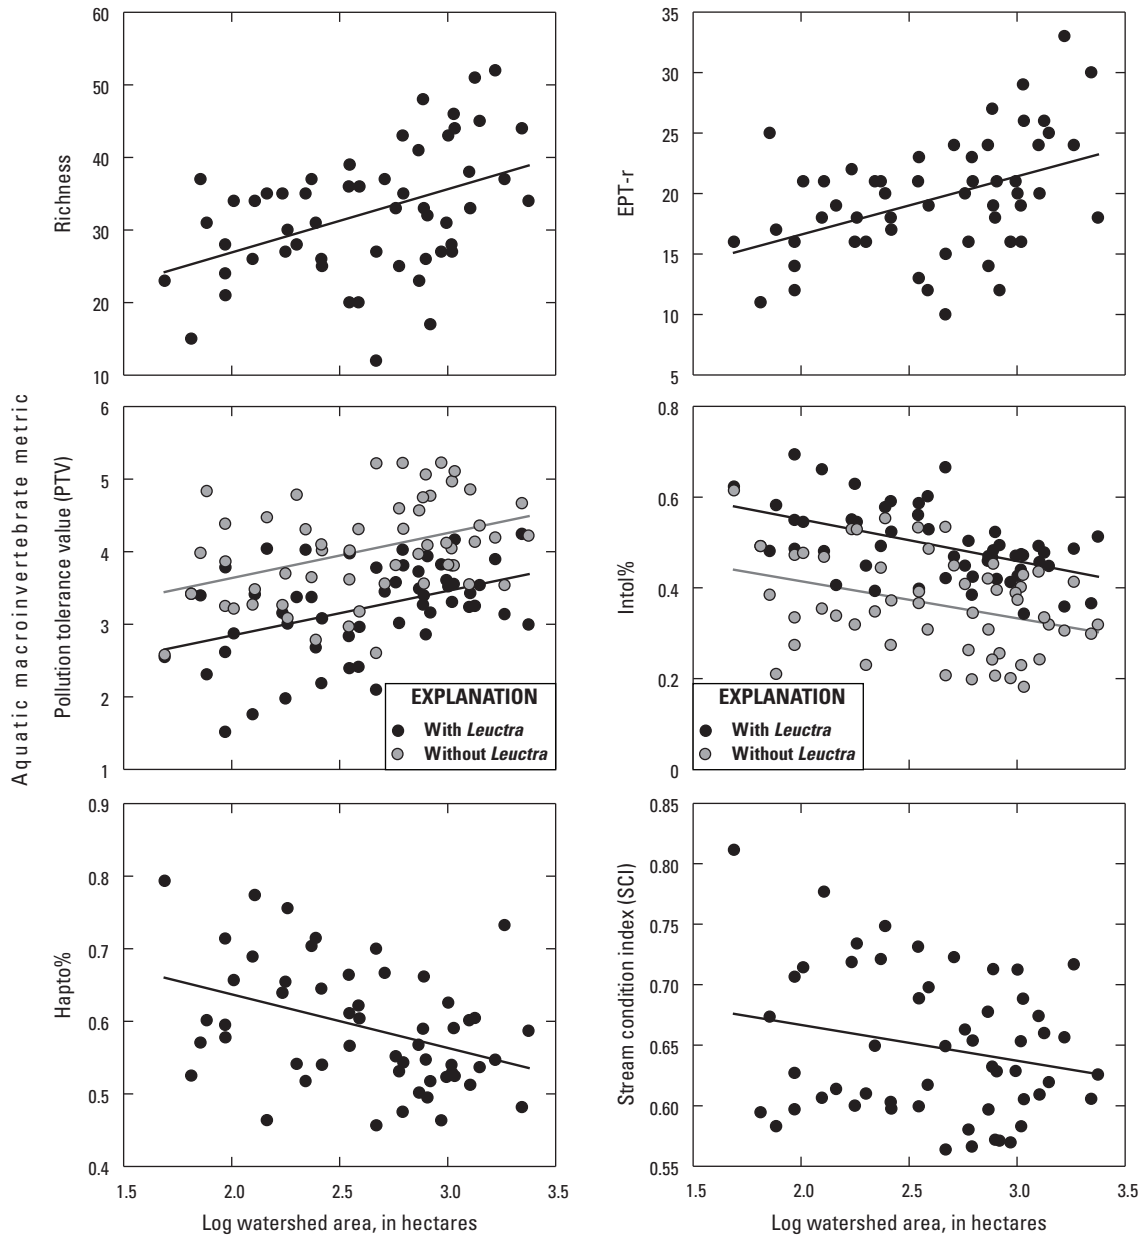 Aquatic macroinvertebrate metric
Richness
60
50
40
30
20
10
EPT-r
35
30
25
20
15
10
5
Pollution tolerance value (PTV)
6
5
4
3
2
1
EXPLANATION
With Leuctra
Without Leuctra
Intol%
0.8
0.6
0.4
0.2
0
EXPLANATION
With Leuctra
Without Leuctra
Hapto%
0.9
0.8
0.7
0.6
0.5
0.4
1.5 2.0 2.5 3.0 3.5
Log watershed area, in hectares
Stream condition index (SCI)
0.85
0.80
0.75
0.70
0.65
0.60
0.55
1.5 2.0 2.5 3.0 3.5
Log watershed area, in hectares